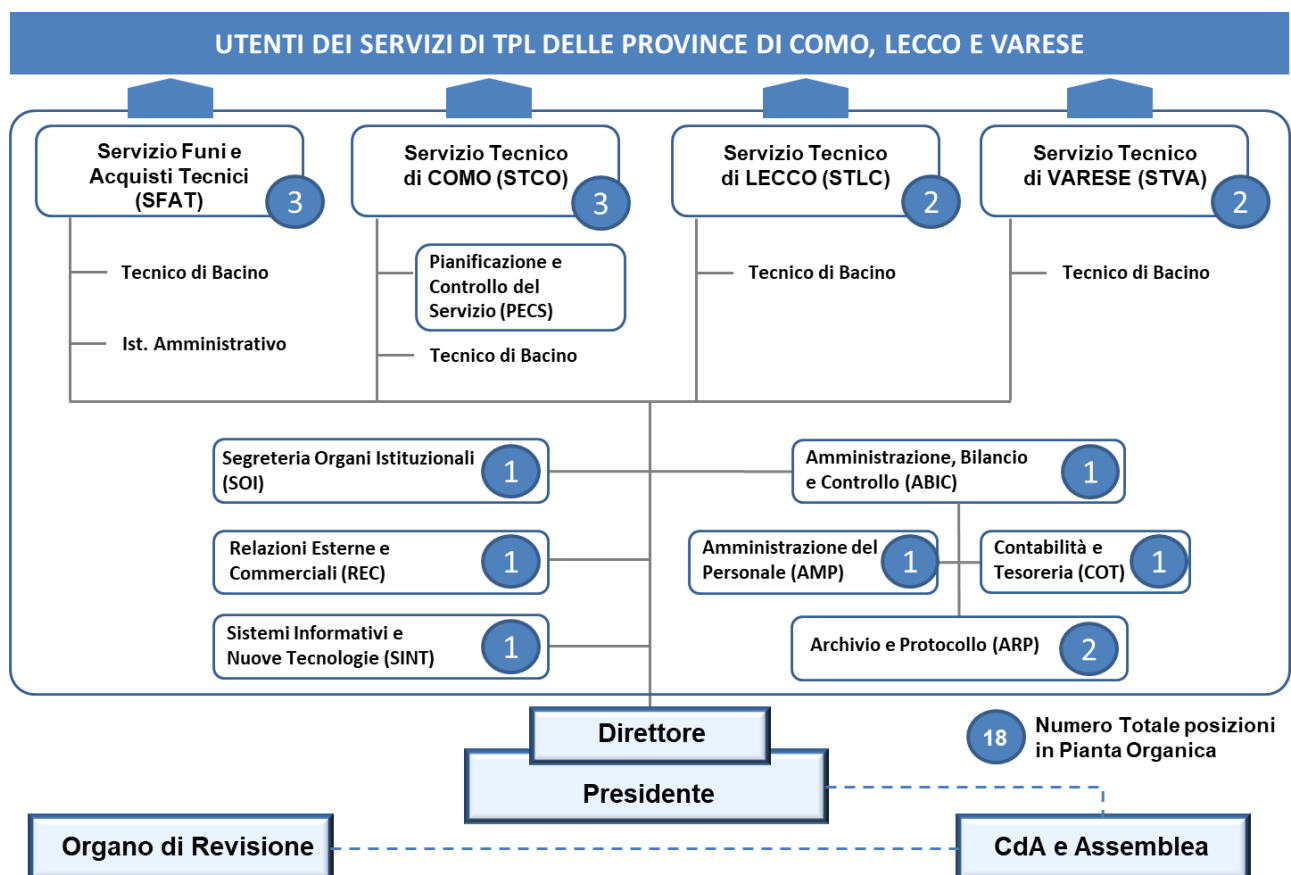 UTENTI DEI SERVIZI DI TPL DELLE PROVINCE DI COMO, LECCO E VARESE
Servizio Funi e
Acquisti Tecnici
(SFAT)
3
Servizio Tecnico
di COMO (STCO)
3
Servizio Tecnico
di LECCO (STLC)
2
Servizio Tecnico
di VARESE (STVA)
2
Tecnico di Bacino
Ist. Amministrativo
Pianificazione e
Controllo del
Servizio (PECS)
Tecnico di Bacino
Tecnico di Bacino
Tecnico di Bacino
Segreteria Organi Istituzionali
(SOI)
1
Amministrazione, Bilancio
e Controllo (ABIC)
1
Relazioni Esterne e
Commerciali (REC)
1
Amministrazione del
Personale (AMP)
1
Contabilità e
Tesoreria (COT)
1
Sistemi Informativi e
Nuove Tecnologie (SINT)
1
Archivio e Protocollo (ARP)
2
Direttore
18
Numero Totale posizioni
in Pianta Organica
Presidente
Organo di Revisione
CdA e Assemblea